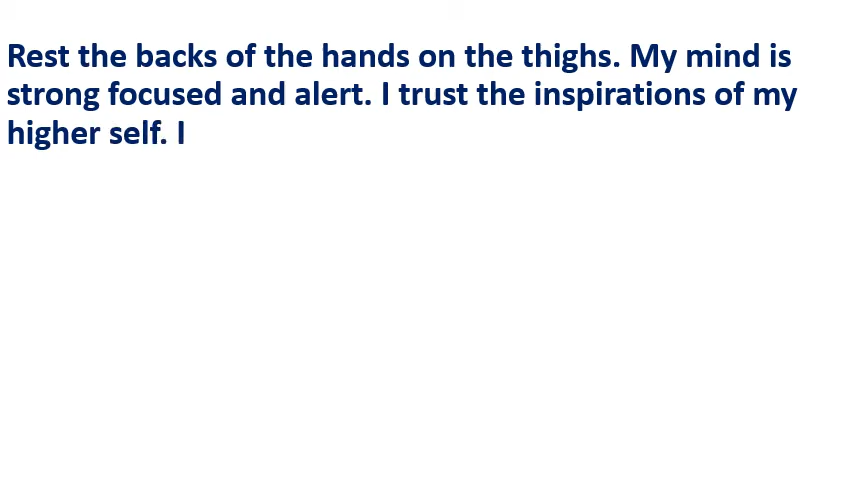 Rest the backs of the hands on the thighs. My mind is
strong focused and alert. I trust the inspirations of my
higher self. I